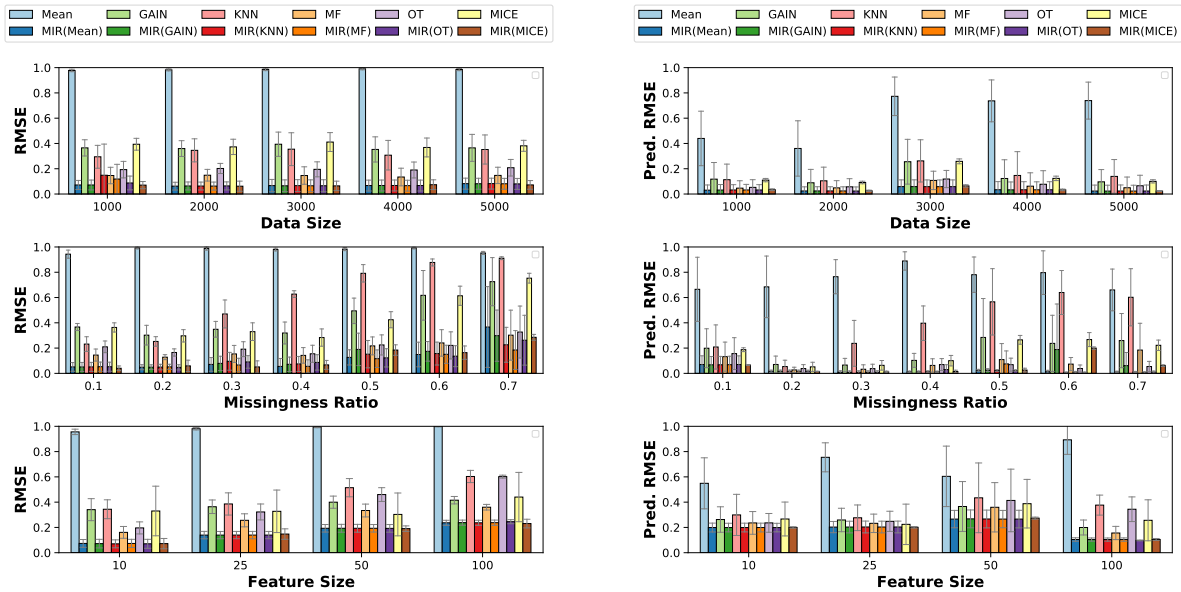 Mean GAIN KNN MF OT MICE
MIR(Mean) MIR(GAIN) MIR(KNN) MIR(MF) MIR(OT) MIR(MICE)
RMSE
1.0
0.8
0.6
0.4
0.2
0.0
1000 2000 3000 4000 5000
Data Size
RMSE
1.0
0.8
0.6
0.4
0.2
0.0
0.1 0.2 0.3 0.4 0.5 0.6 0.7
Missingness Ratio
RMSE
1.0
0.8
0.6
0.4
0.2
0.0
10 25 50 100
Feature Size
Mean GAIN KNN MF OT MICE
MIR(Mean) MIR(GAIN) MIR(KNN) MIR(MF) MIR(OT) MIR(MICE)
Pred. RMSE
1.0
0.8
0.6
0.4
0.2
0.0
1000 2000 3000 4000 5000
Data Size
Pred. RMSE
1.0
0.8
0.6
0.4
0.2
0.0
0.1 0.2 0.3 0.4 0.5 0.6 0.7
Missingness Ratio
Pred. RMSE
1.0
0.8
0.6
0.4
0.2
0.0
10 25 50 100
Feature Size